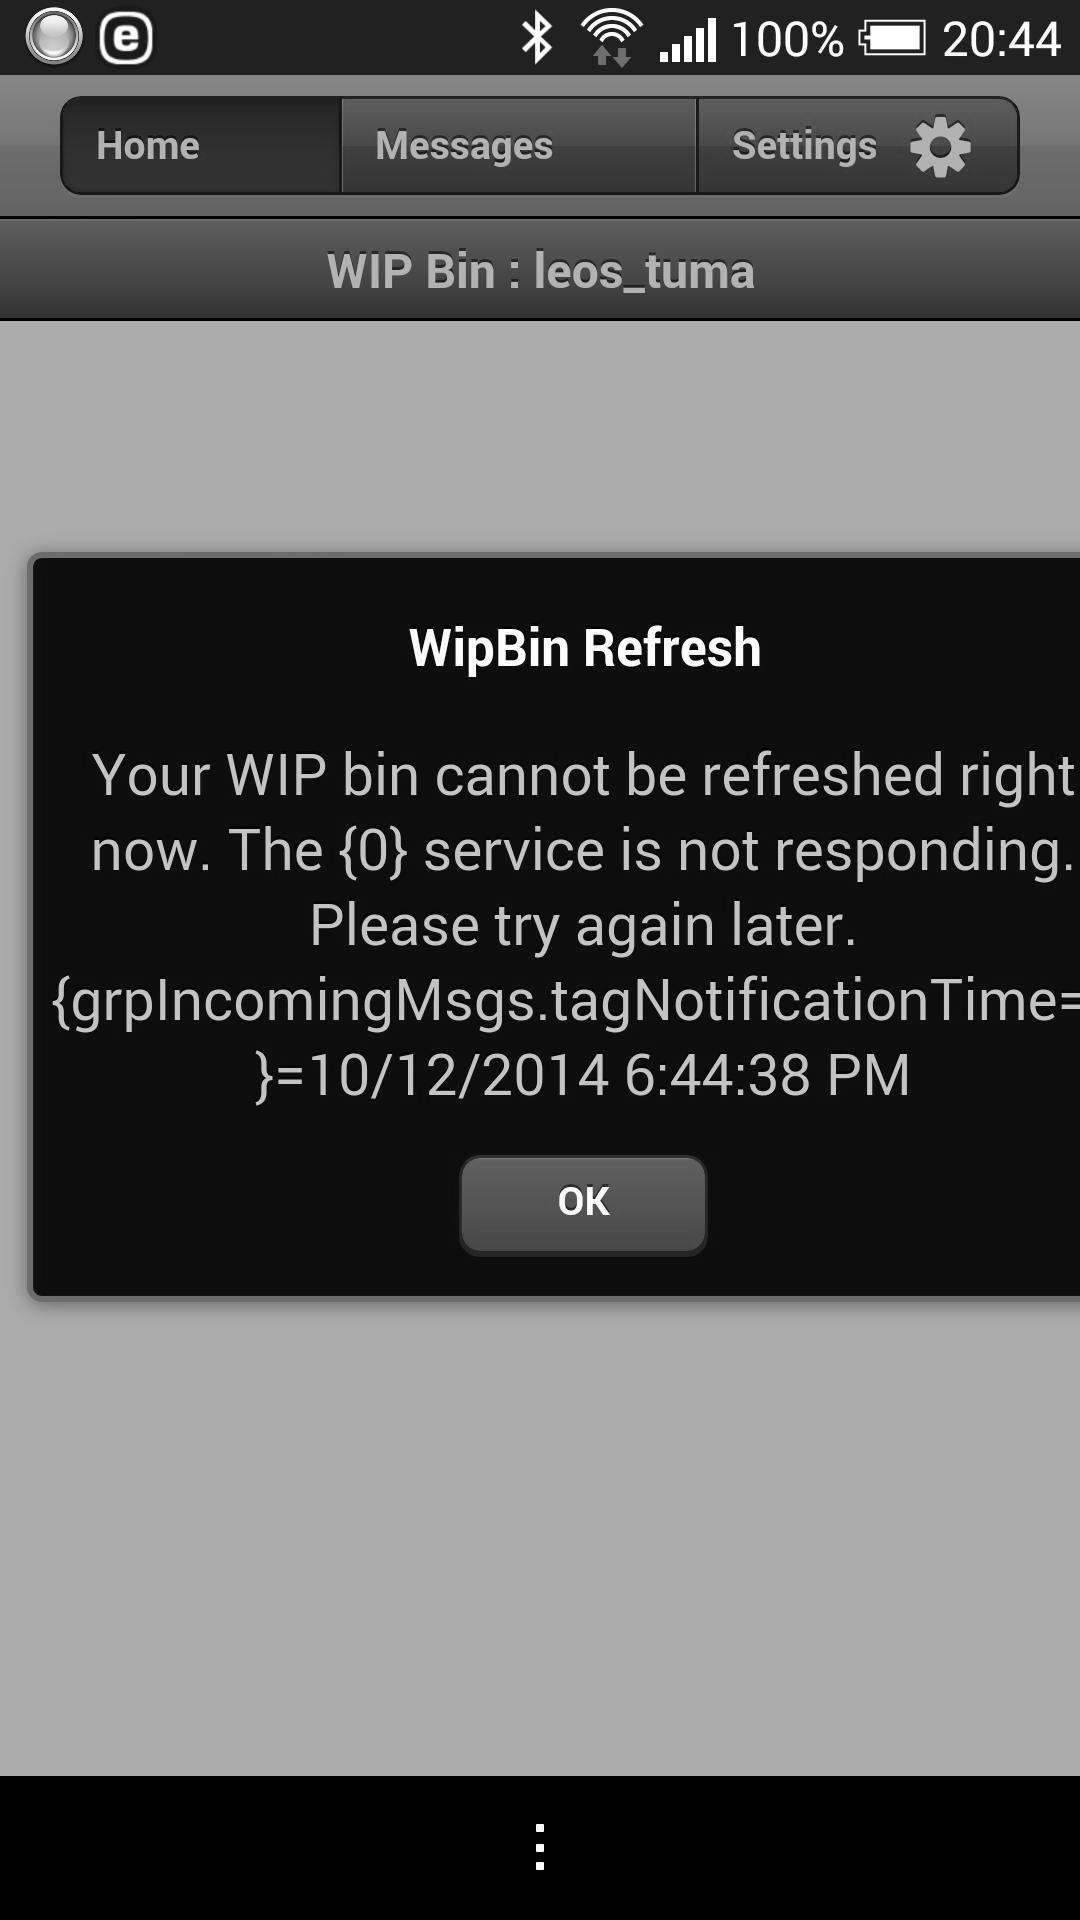 e 100% 20:44
Home Messages Settings
WIP Bin : leos_tuma
WipBin Refresh
Your WIP bin cannot be refreshed right
now. The {0} service is not responding.
Please try again later.
{grpIncomingMsgs.tagNotificationTime=
}=10/12/2014 6:44:38 PM
OK